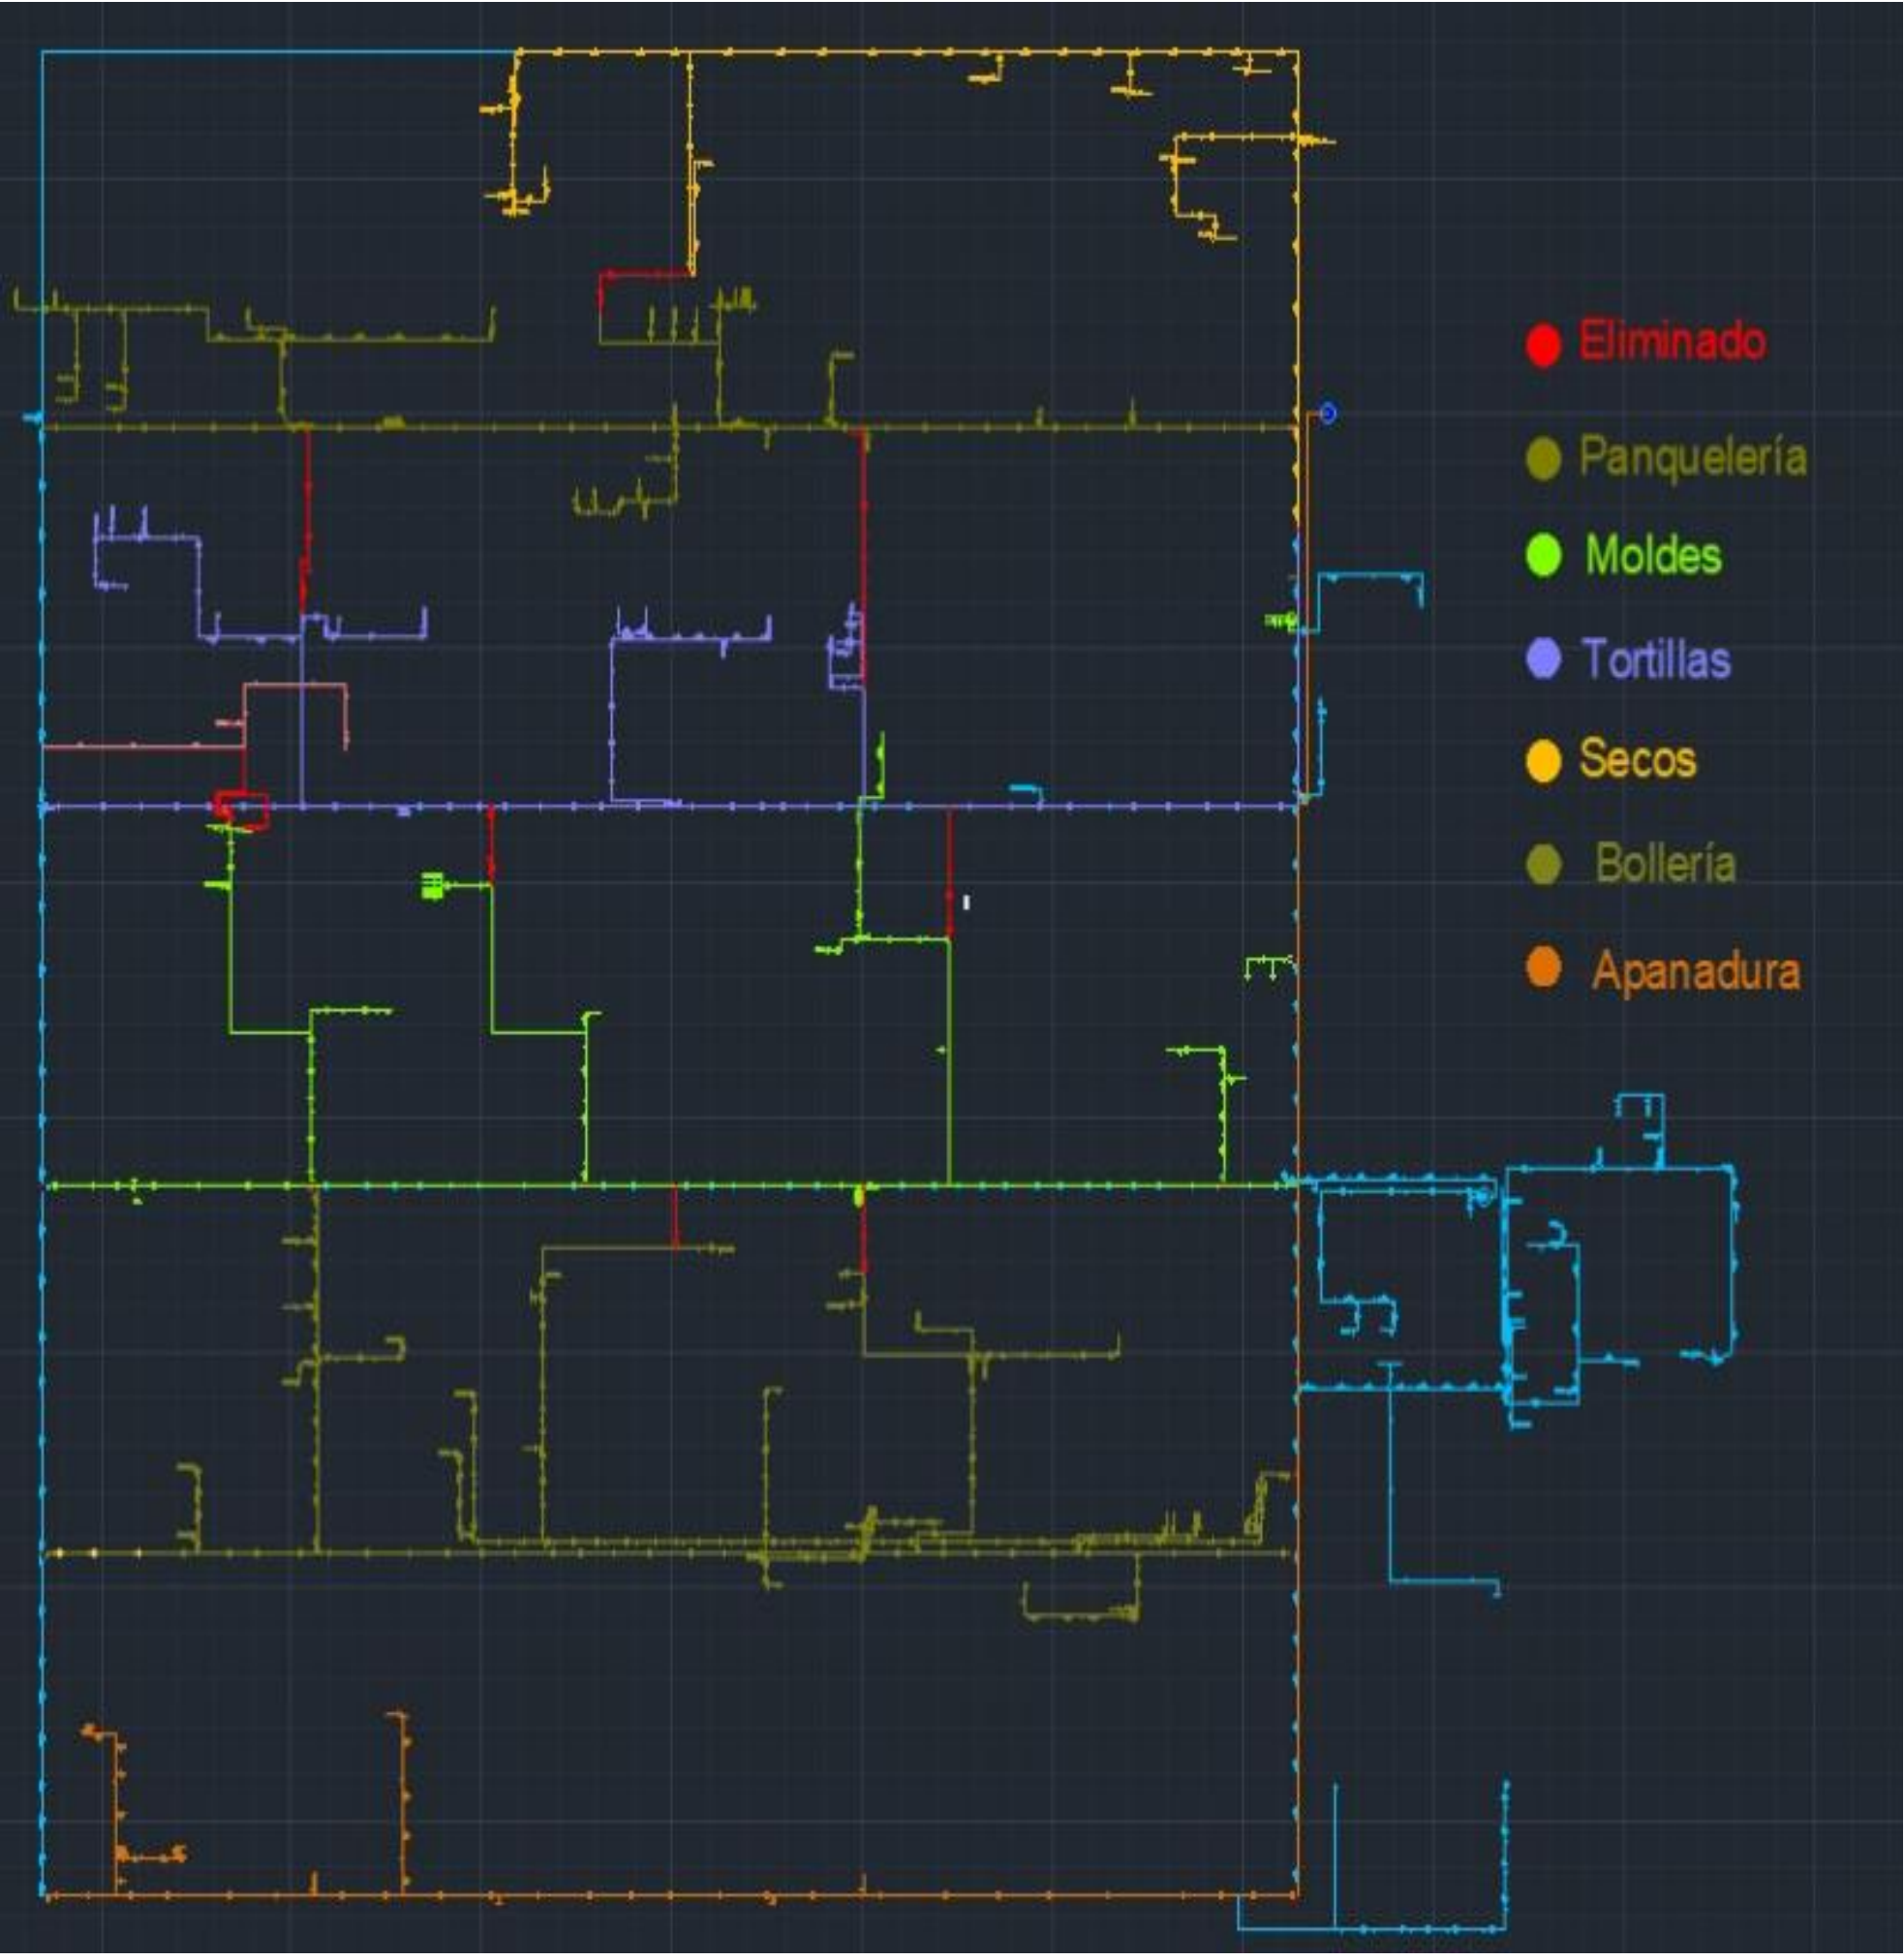 Eliminado
Panquelería
Moldes
Tortillas
Secos
Bollería
Apanadura